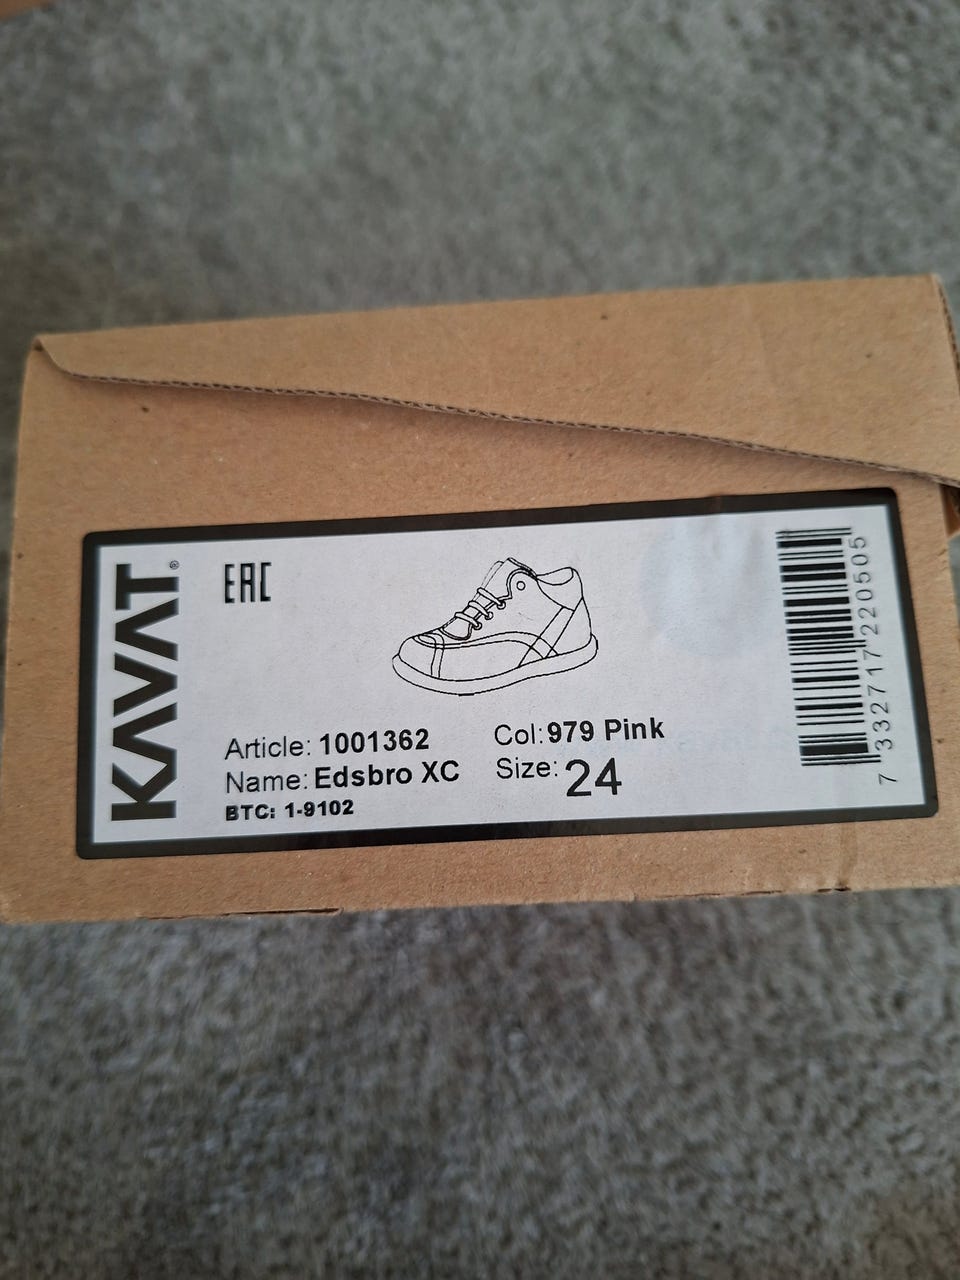 KAVAT®
EAC
Article: 1001362
Name: Edsbro XC
BTC: 1-9102
Col: 979 Pink
Size: 24
7 332717 220505